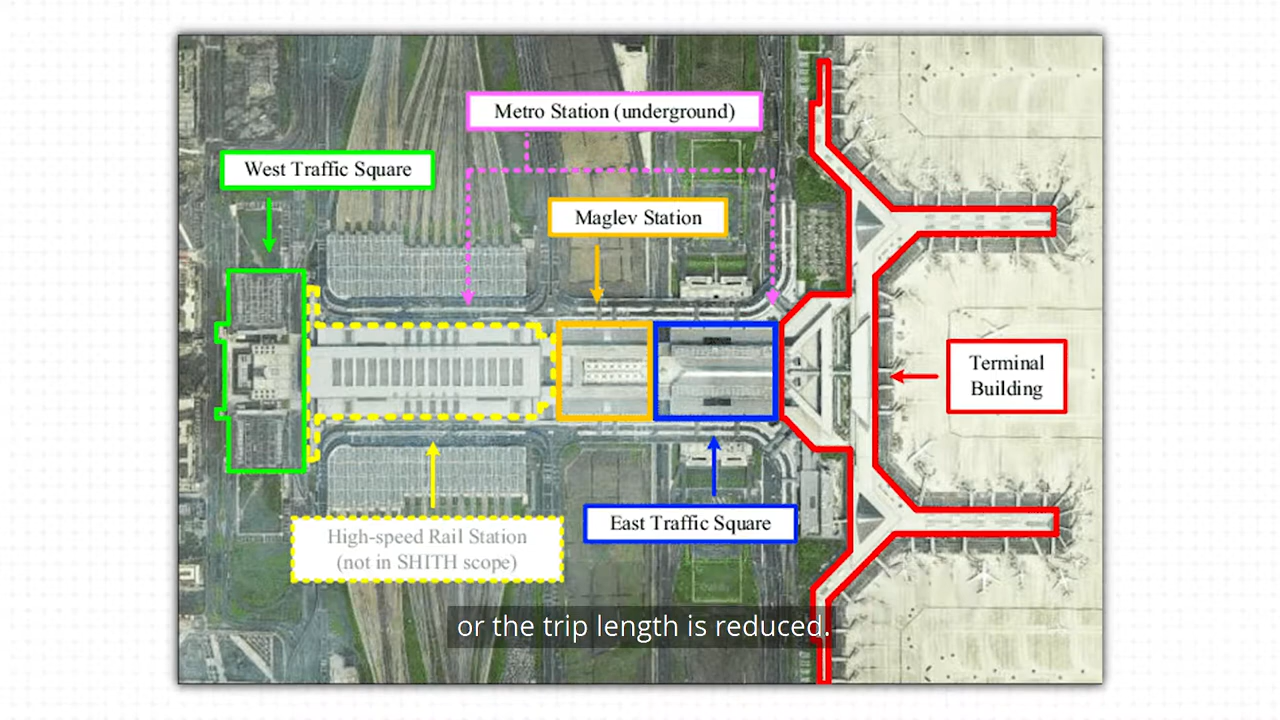 Metro Station (underground)
West Traffic Square
Maglev Station
Terminal
Building
East Traffic Square
High-speed Rail Station
(not in SHITH scope)
or the trip length is reduced.